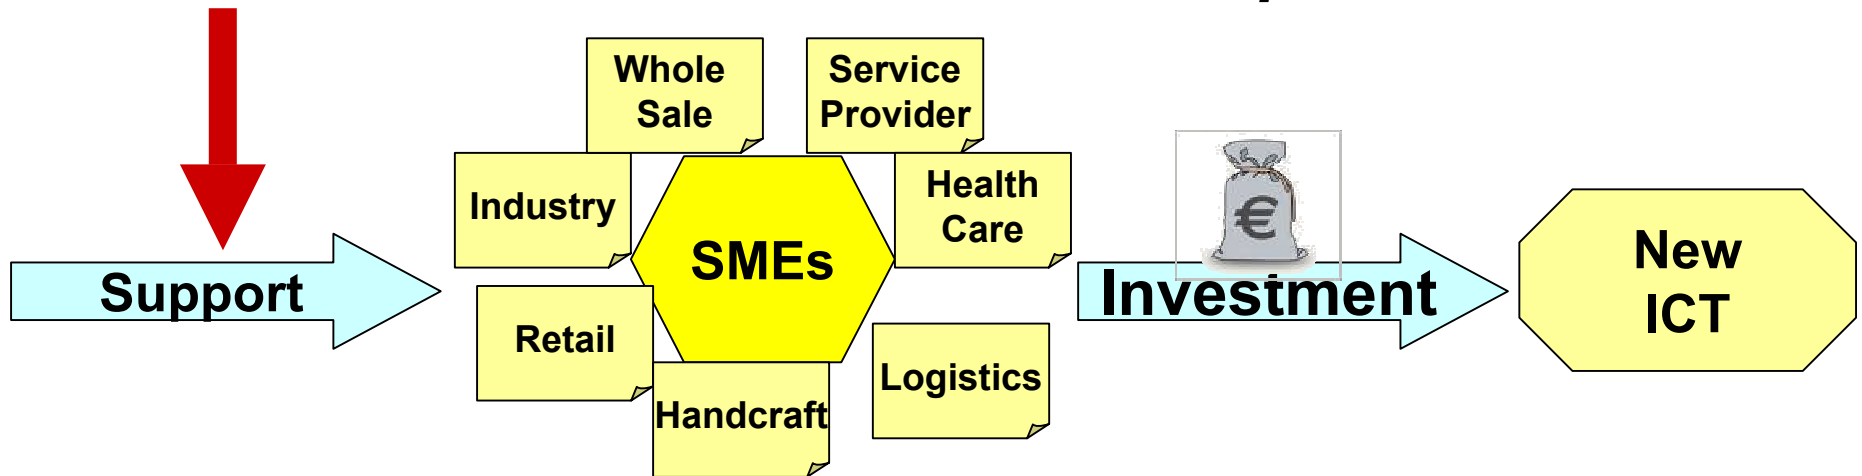 Whole
Sale
Service
Provider
Industry
Health
Care
SMEs
Support
Investment
New
ICT
Retail
Logistics
Handcraft
€